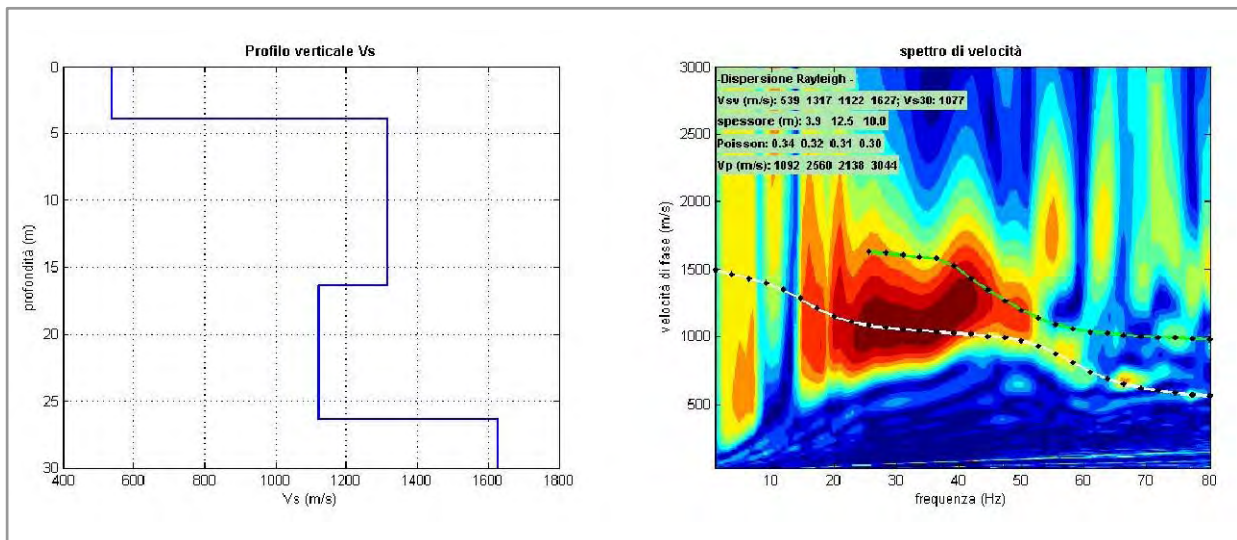 Profilo verticale Vs
0
5
10
15
20
25
30
profondità (m)
400
600
800
1000
1200
1400
1600
1800
Vs (m/s)
spettro di velocità
-Dispersione Rayleigh -
Vsv (m/s): 539 1317 1122 1627; Vs30: 1077
spessore (m): 3.9 12.5 10.0
Poisson: 0.34 0.32 0.31 0.30
Vp (m/s): 1092 2560 2138 3044
3000
2500
2000
1500
1000
500
velocità di fase (m/s)
10
20
30
40
50
60
70
80
frequenza (Hz)